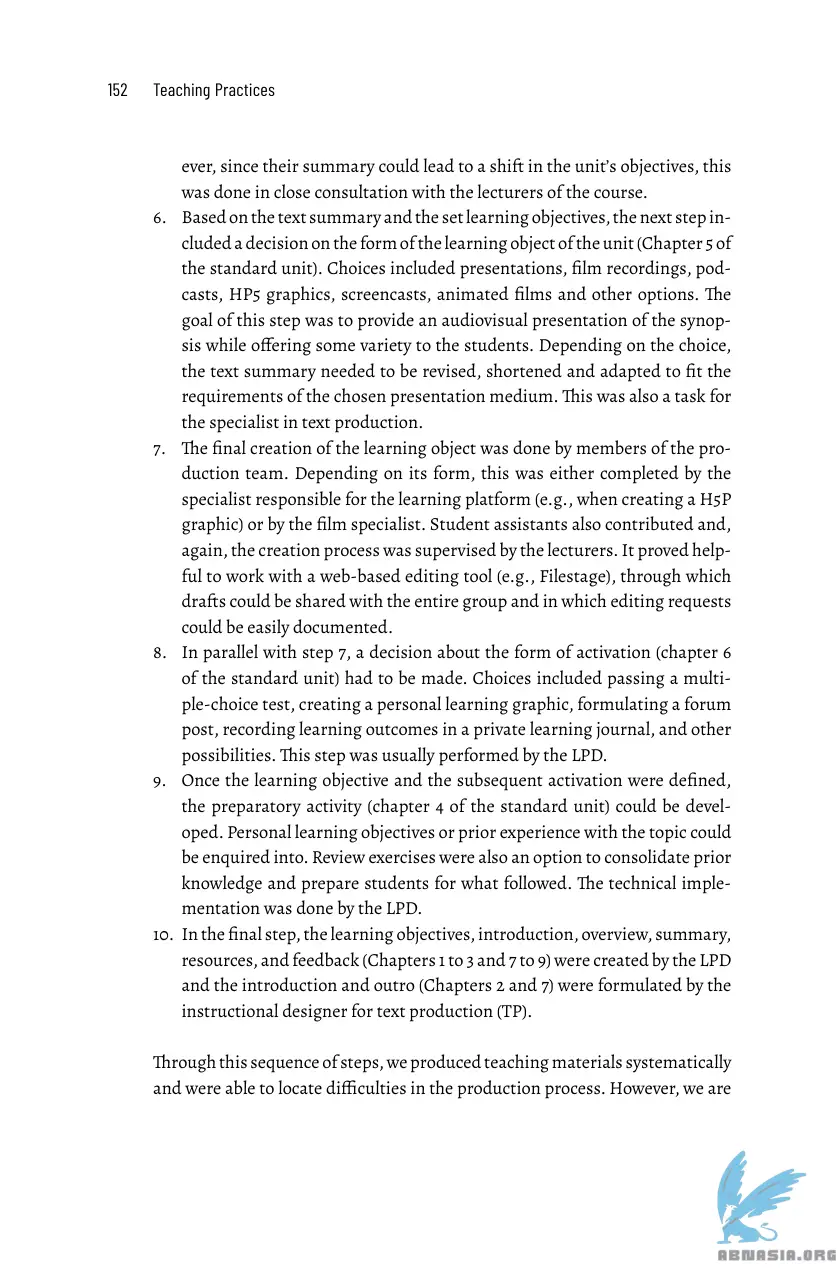 152 Teaching Practices
ever, since their summary could lead to a shift in the unit’s objectives, this
was done in close consultation with the lecturers of the course.
6. Based on the text summary and the set learning objectives, the next step in-
cluded a decision on the form of the learning object of the unit (Chapter 5 of
the standard unit). Choices included presentations, film recordings, pod-
casts, HP5 graphics, screencasts, animated films and other options. The
goal of this step was to provide an audiovisual presentation of the synop-
sis while offering some variety to the students. Depending on the choice,
the text summary needed to be revised, shortened and adapted to fit the
requirements of the chosen presentation medium. This was also a task for
the specialist in text production.
7. The final creation of the learning object was done by members of the pro-
duction team. Depending on its form, this was either completed by the
specialist responsible for the learning platform (e.g., when creating a H5P
graphic) or by the film specialist. Student assistants also contributed and,
again, the creation process was supervised by the lecturers. It proved help-
ful to work with a web-based editing tool (e.g., Filestage), through which
drafts could be shared with the entire group and in which editing requests
could be easily documented.
8. In parallel with step 7, a decision about the form of activation (chapter 6
of the standard unit) had to be made. Choices included passing a multi-
ple-choice test, creating a personal learning graphic, formulating a forum
post, recording learning outcomes in a private learning journal, and other
possibilities. This step was usually performed by the LPD.
9. Once the learning objective and the subsequent activation were defined,
the preparatory activity (chapter 4 of the standard unit) could be devel-
oped. Personal learning objectives or prior experience with the topic could
be enquired into. Review exercises were also an option to consolidate prior
knowledge and prepare students for what followed. The technical imple-
mentation was done by the LPD.
10. In the final step, the learning objectives, introduction, overview, summary,
resources, and feedback (Chapters 1 to 3 and 7 to 9) were created by the LPD
and the introduction and outro (Chapters 2 and 7) were formulated by the
instructional designer for text production (TP).
Through this sequence of steps, we produced teaching materials systematically
and were able to locate difficulties in the production process. However, we are
ABNASIA.ORG